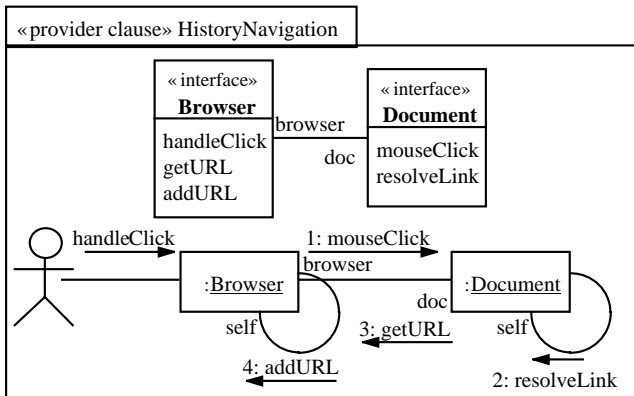 «provider clause» HistoryNavigation
«interface»
Browser
handleClick
getURL
addURL
browser
doc
«interface»
Document
mouseClick
resolveLink
handleClick
1: mouseClick
browser
:Browser
:Document
doc
self
self
3: getURL
4: addURL
2: resolveLink